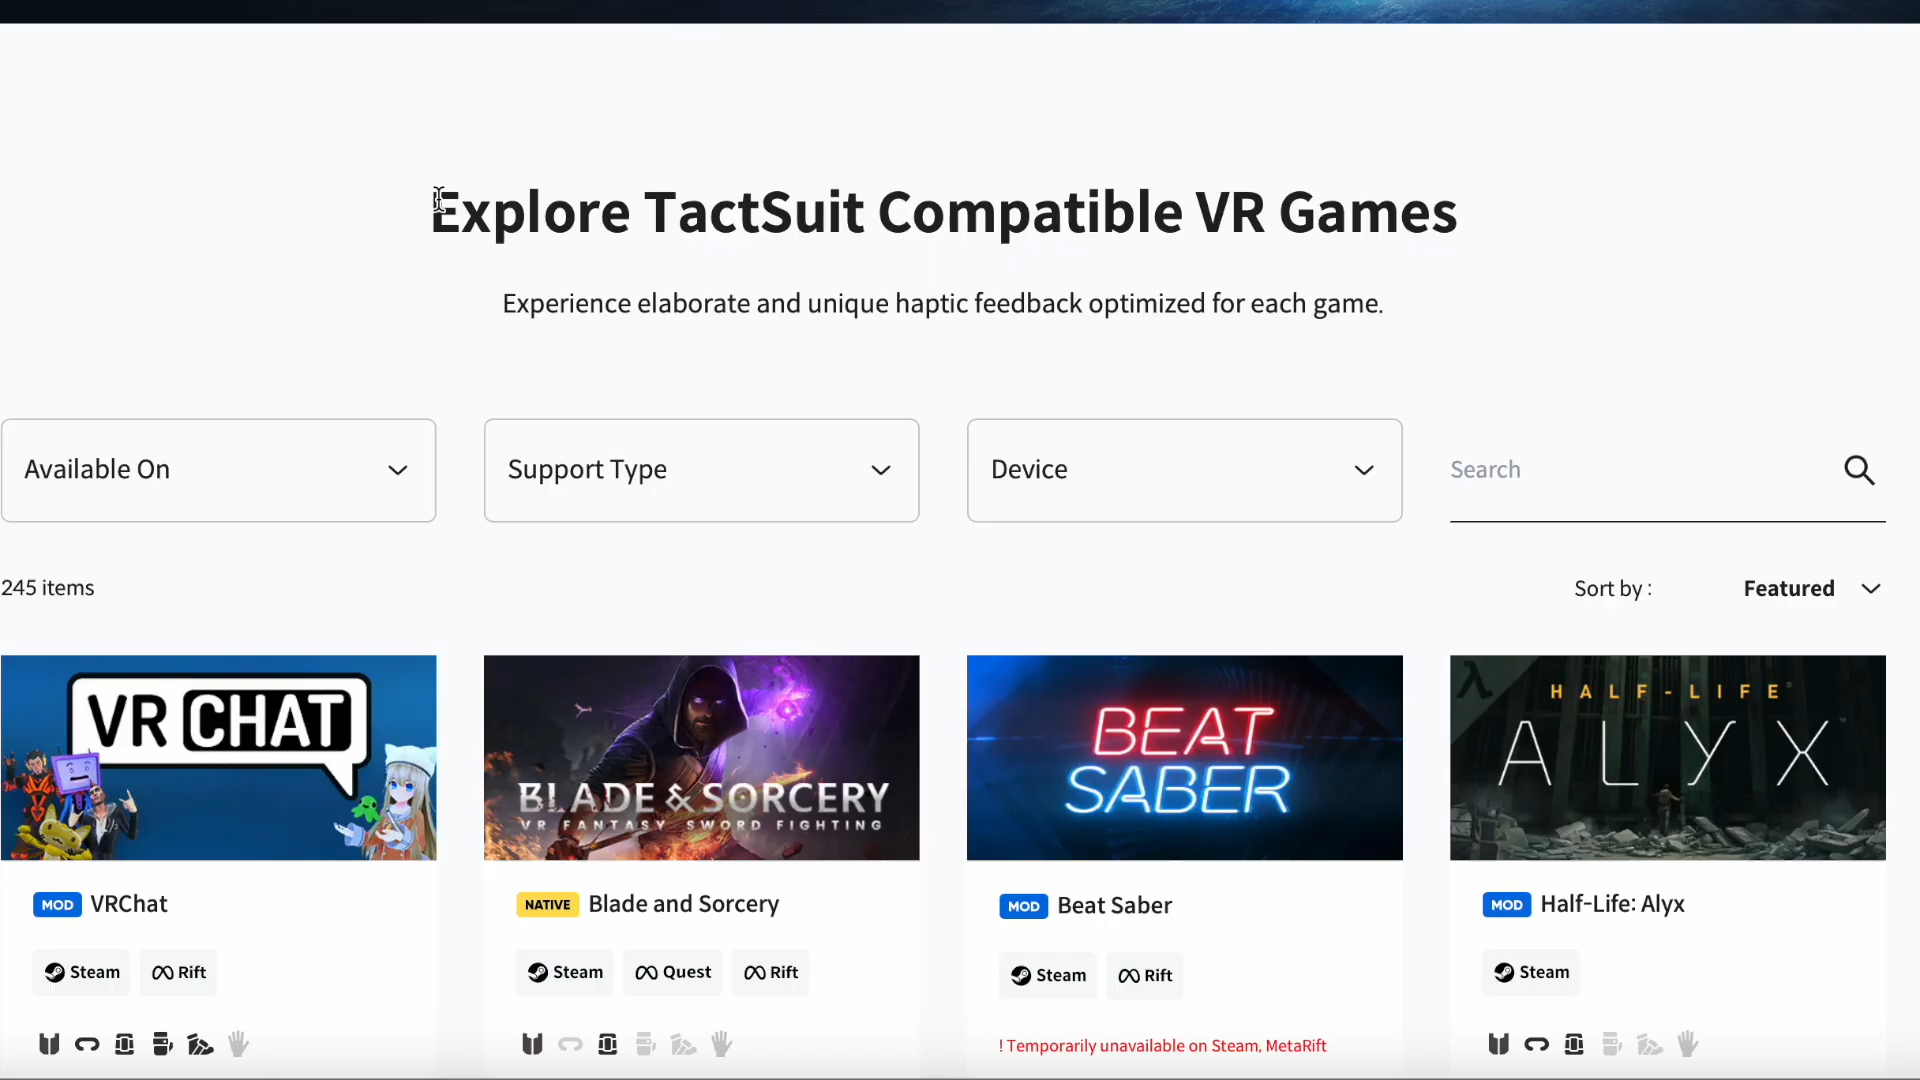 Explore TactSuit Compatible VR Games
Experience elaborate and unique haptic feedback optimized for each game.
Available On
Support Type
Device
Search
245 items
Sort by :
Featured
VR CHAT
BLADE & SORCERY
VR FANTASY SWORD FIGHTING
BEAT
SABER
HALF-LIFE
ALYX
MOD VRChat
NATIVE Blade and Sorcery
MOD Beat Saber
MOD Half-Life: Alyx
Steam Rift
Steam Quest Rift
Steam Rift
Steam
! Temporarily unavailable on Steam, MetaRift